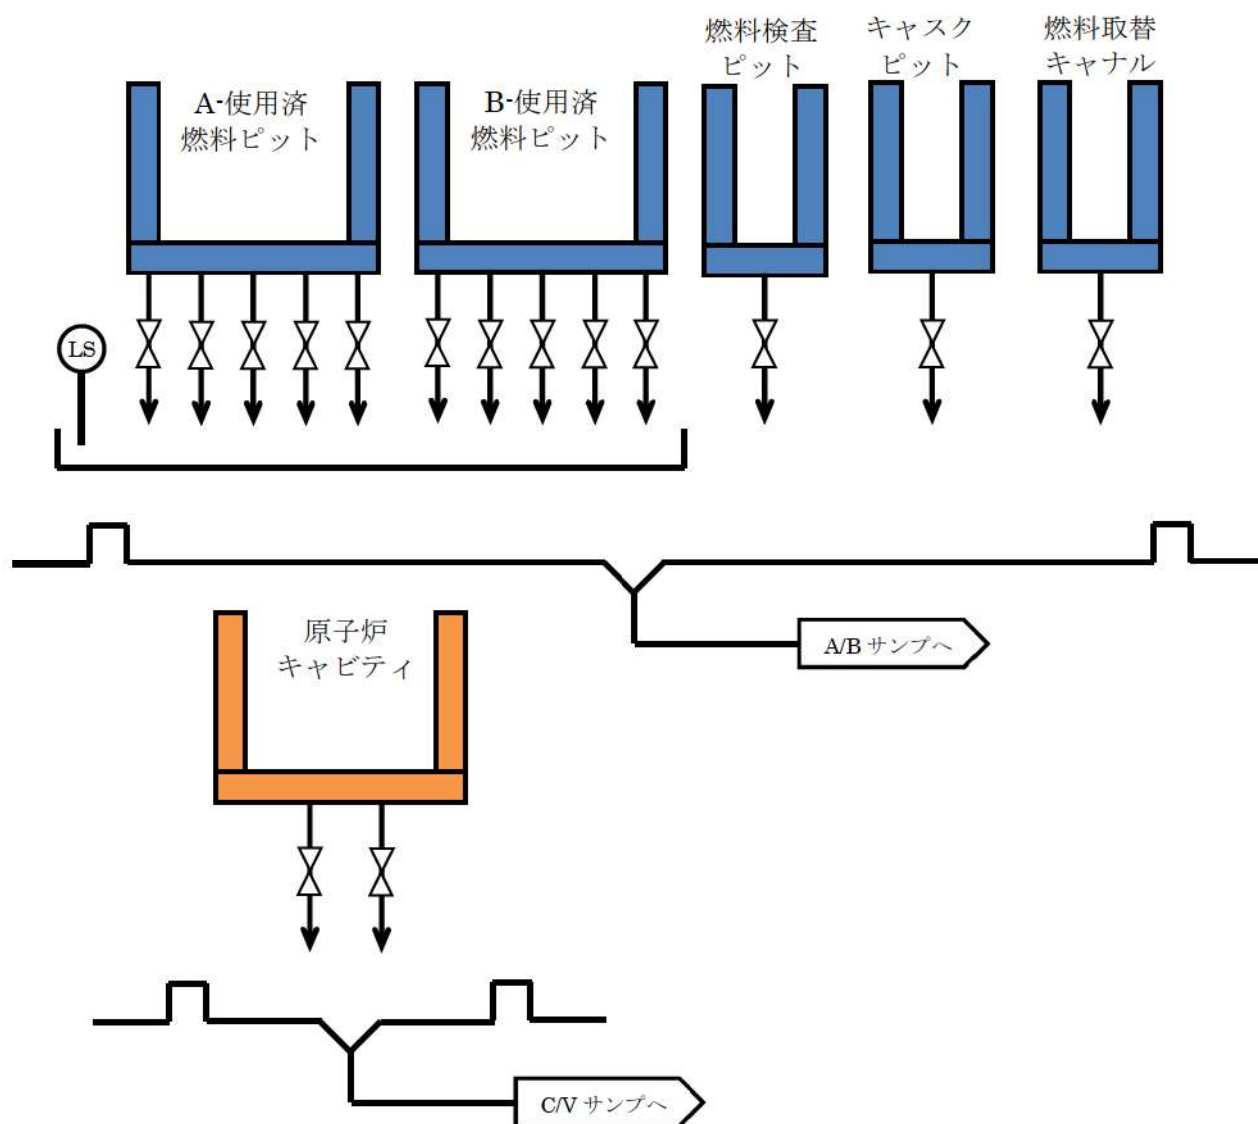 A-使用済
燃料ピット
B-使用済
燃料ピット
燃料検査
ピット
キャスク
ピット
燃料取替
キャナル
LS
A/B サンプへ
原子炉
キャビティ
C/V サンプへ